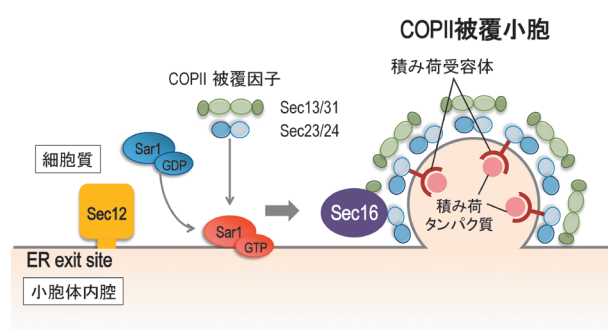 COPII被覆小胞
積み荷受容体
COPII 被覆因子
Sec13/31
Sec23/24
Sar1
GDP
細胞質
Sec12
Sar1
GTP
Sec16
積み荷
タンパク質
ER exit site
小胞体内腔